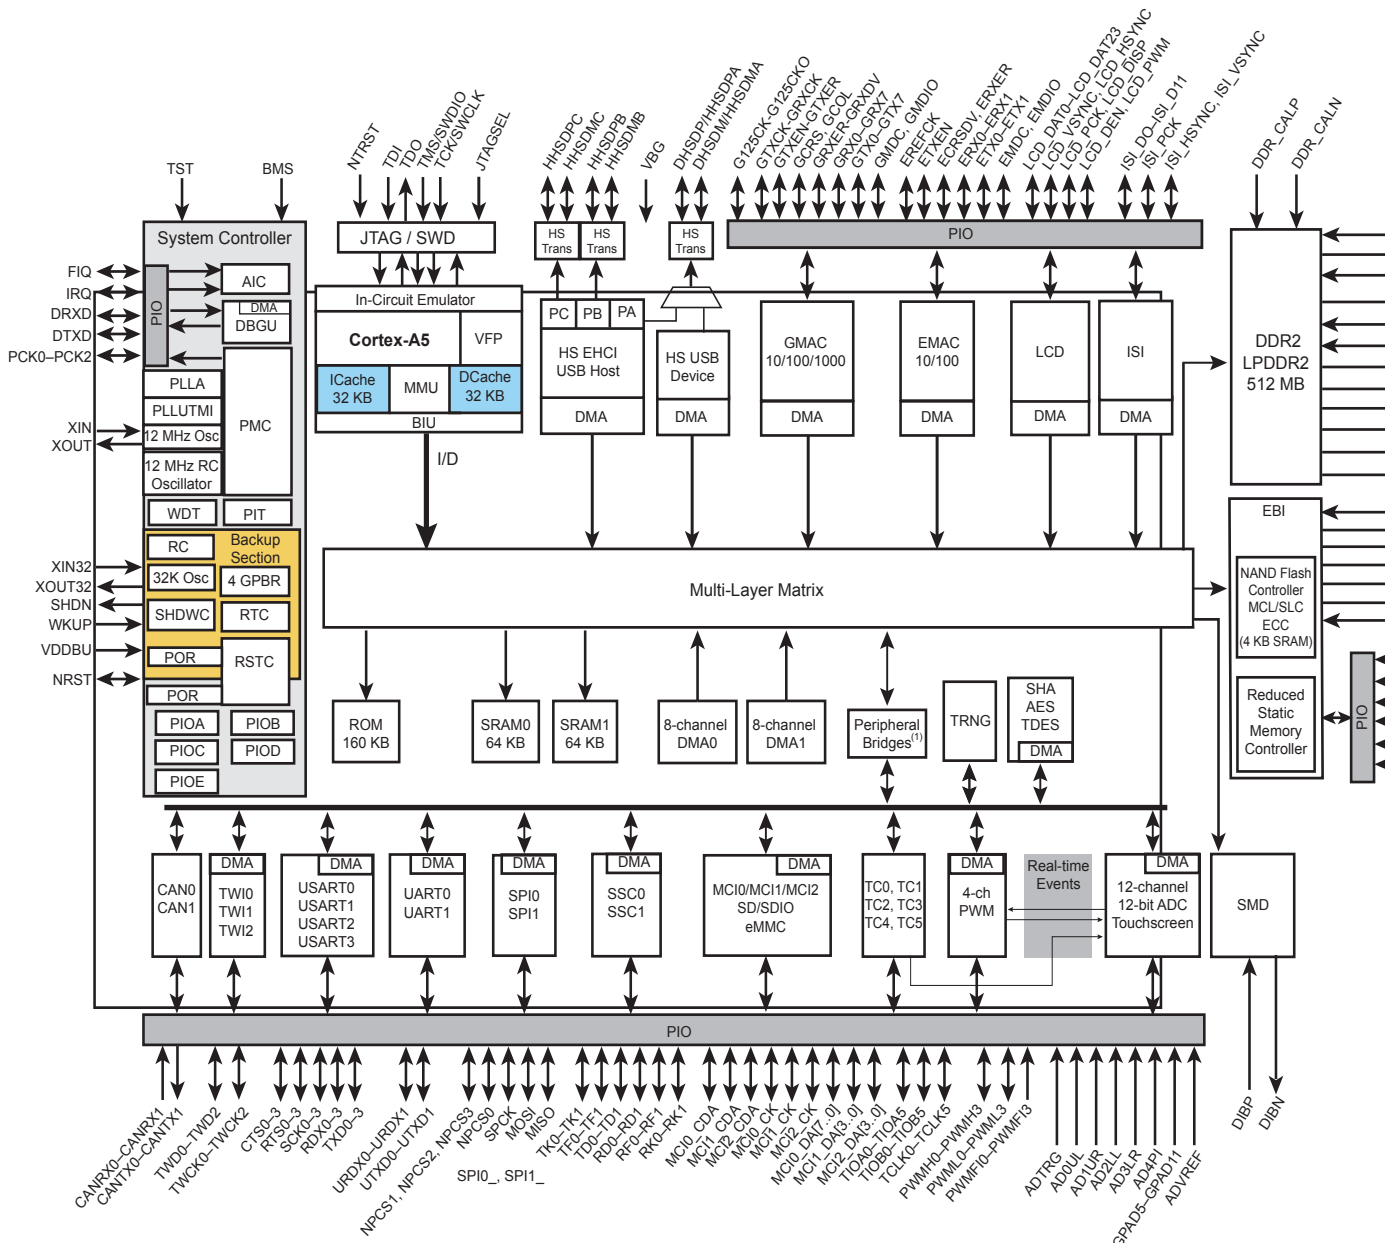 NTRST
TDI
TDO
TMS/SWDIO
TCK/SWCLK
JTAGSEL
HHSDPC
HHSDMC
HHSDPB
HHSDMB
VBG
DHSDP/HHSDPA
DHSDM/HHSDMA
G125CK-G125CKO
GTXCK-GRXCK
GTXEN-GTXER
GCRS, GCOL
GRXER-GRXDV
GRX0–GRX7
GTX0–GTX7
GMDC, GMDIO
EREFCK
ETXEN
ECRSDV, ERXER
ERX0–ERX1
ETX0–ETX1
EMDC, EMDIO
LCD_DAT0–LCD_DAT23
LCD_VSYNC, LCD_HSYNC
LCD_PCK, LCD_DISP
LCD_DEN, LCD_PWM
ISI_DO–ISI_D11
ISI_PCK
ISI_HSYNC, ISI_VSYNC
DDR_CALP
DDR_CALN
TST
BMS
System Controller
JTAG / SWD
HS
Trans
HS
Trans
HS
Trans
PIO
FIQ
IRQ
DRXD
DTXD
PCK0–PCK2
PIO
AIC
DMA
DBGU
PLLA
PLLUTMI
12 MHz Osc
12 MHz RC
Oscillator
PMC
XIN
XOUT
WDT
PIT
In-Circuit Emulator
Cortex-A5
VFP
ICache
32 KB
MMU
DCache
32 KB
BIU
I/D
PC
PB
PA
HS EHCI
USB Host
DMA
HS USB
Device
DMA
GMAC
10/100/1000
DMA
EMAC
10/100
DMA
LCD
DMA
ISI
DMA
DDR2
LPDDR2
512 MB
EBI
NAND Flash
Controller
MCL/SLC
ECC
(4 KB SRAM)
Reduced
Static
Memory
Controller
PIO
RC
Backup
Section
32K Osc
4 GPBR
SHDWC
RTC
POR
RSTC
POR
XIN32
XOUT32
SHDN
WKUP
VDDBU
NRST
PIOA
PIOB
PIOC
PIOD
PIOE
Multi-Layer Matrix
ROM
160 KB
SRAM0
64 KB
SRAM1
64 KB
8-channel
DMA0
8-channel
DMA1
Peripheral
Bridges(1)
TRNG
SHA
AES
TDES
DMA
CAN0
CAN1
DMA
TWI0
TWI1
TWI2
DMA
USART0
USART1
USART2
USART3
DMA
UART0
UART1
DMA
SPI0
SPI1
DMA
SSC0
SSC1
DMA
MCI0/MCI1/MCI2
SD/SDIO
eMMC
TC0, TC1
TC2, TC3
TC4, TC5
DMA
4-ch
PWM
Real-time
Events
DMA
12-channel
12-bit ADC
Touchscreen
SMD
PIO
CANRX0–CANRX1
CANTX0–CANTX1
TWD0–TWD2
TWCK0–TWCK2
CTS0-3
RTS0-3
SCK0-3
RDX0-3
TXD0-3
URDX0–URDX1
UTXD0–UTXD1
NPCS1, NPCS2, NPCS3
NPCS0
SPCK
MOSI
MISO
SPI0_, SPI1_
TK0–TK1
TF0–TF1
TD0–TD1
RD0–RD1
RF0–RF1
RK0–RK1
MCI0_CDA
MCI1_CDA
MCI2_CDA
MCI0_CK
MCI1_CK
MCI2_CK
MCI0_DAI7..0]
MCI1_DAI3..0]
MCI2_DAI3..0]
TIOA0–TIOA5
TIOB0–TIOB5
TCLK0–TCLK5
PWMH0–PWMH3
PWML0–PWML3
PWMFI0–PWMFI3
ADTRG
AD0UL
AD1UR
AD2LL
AD3LR
AD4PI
GPAD5–GPAD11
ADVREF
DIBP
DIBN